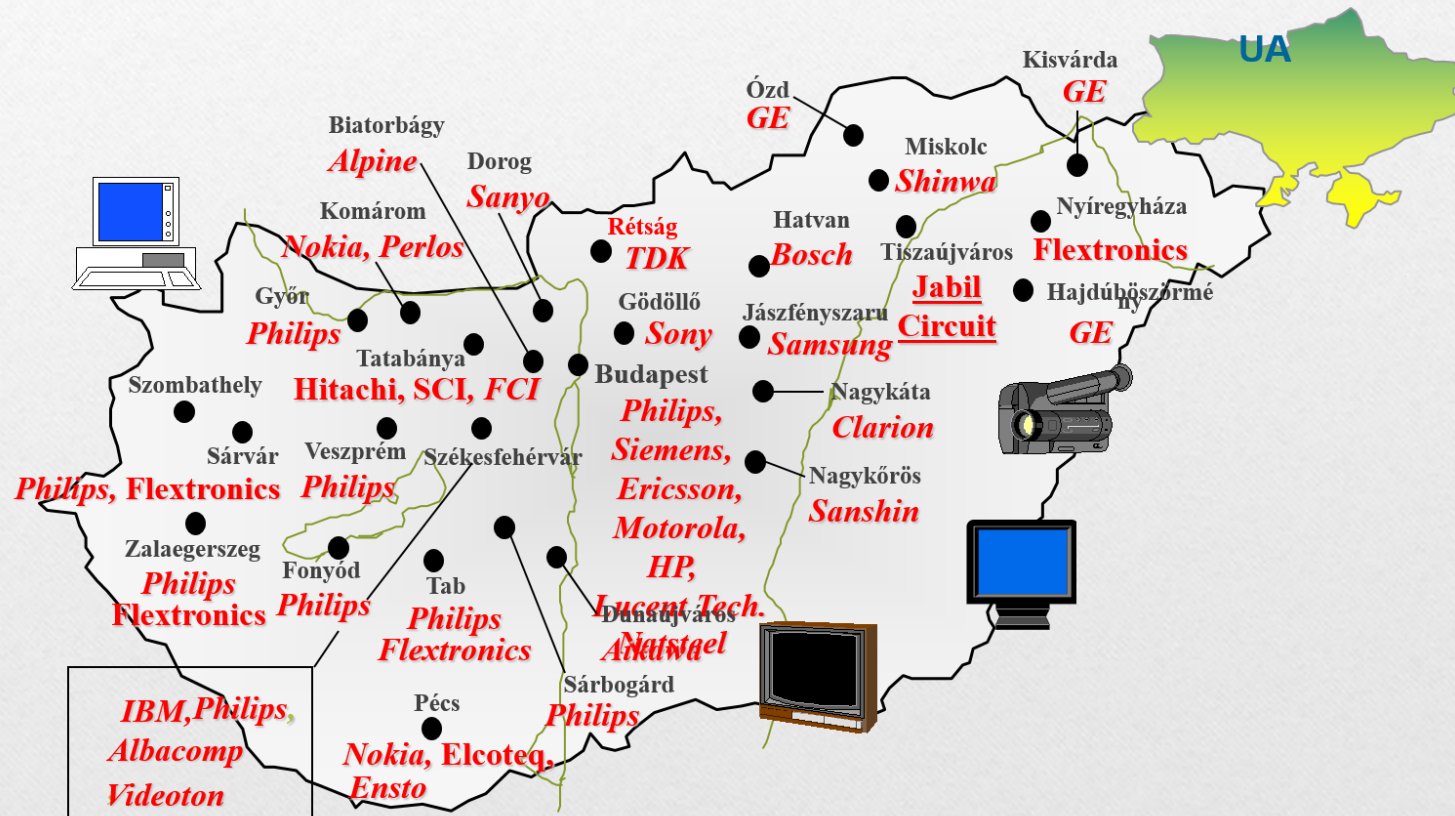 UA
Kisvárda
GE
Ózd
GE
Biatorbágy
Alpine
Dorog
Sanyo
Miskolc
Shinwa
Komárom
Nokia, Perlos
Rétság
TDK
Hatvan
Bosch
Nyíregyháza
Flextronics
Tiszaújváros
Jabil
Circuit
Győr
Philips
Gödöllő
Sony
Jászfényszaru
Samsung
Hajdúböszörmé
ny
GE
Tatabánya
Hitachi, SCI, FCI
Szombathely
Sárvár
Philips, Flextronics
Veszprém
Philips
Székesfehérvár
Budapest
Philips,
Siemens,
Ericsson,
Motorola,
HP,
Lucent Tech.
Natsteel
Nagykáta
Clarion
Nagykőrös
Sanshin
Zalaegerszeg
Philips
Flextronics
Fonyód
Philips
Tab
Philips
Flextronics
Dunaújváros
Aikawa
Sárbogárd
Philips
Pécs
Nokia, Elcoteq,
Ensto
IBM,Philips,
Albacomp
Videoton